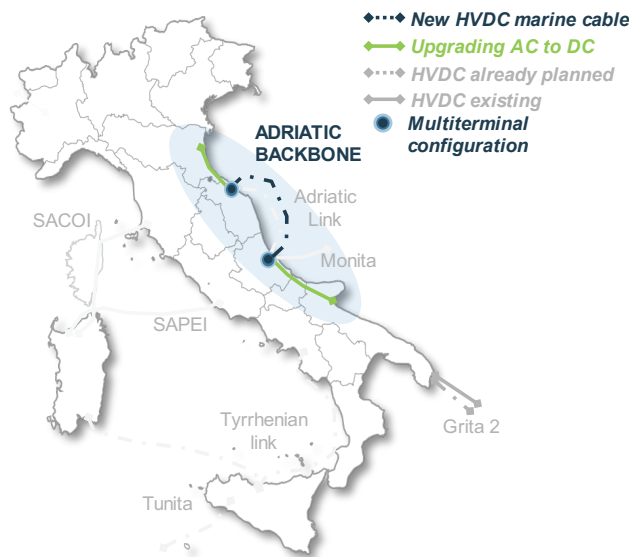 New HVDC marine cable
Upgrading AC to DC
HVDC already planned
HVDC existing
Multiterminal
configuration
ADRIATIC
BACKBONE
Adriatic
Link
SACOI
Monita
SAPEI
Tyrrhenian
link
Grita 2
Tunita